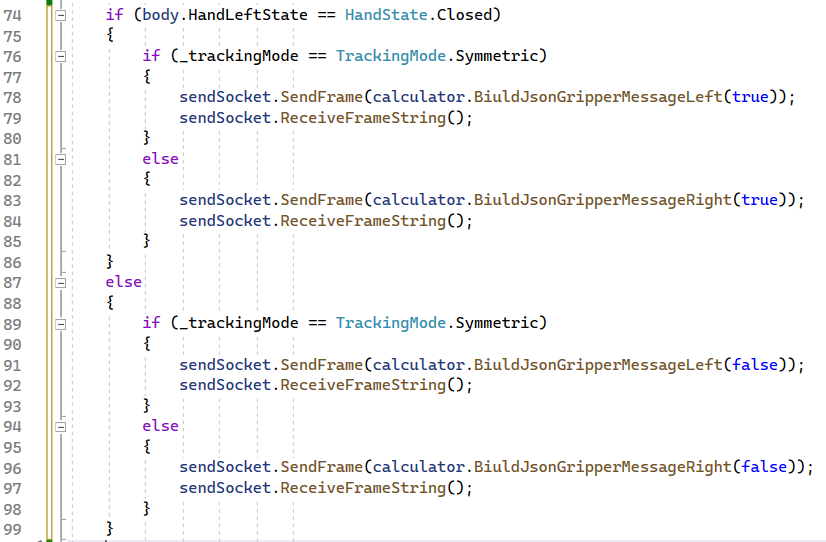 74 if (body.HandLeftState == HandState.Closed)
75 {
76 if (_trackingMode == TrackingMode.Symmetric)
77 {
78 sendSocket.SendFrame(calculator.BiuldJsonGripperMessageLeft(true));
79 sendSocket.ReceiveFrameString();
80 }
81 else
82 {
83 sendSocket.SendFrame(calculator.BiuldJsonGripperMessageRight(true));
84 sendSocket.ReceiveFrameString();
85 }
86 }
87 else
88 {
89 if (_trackingMode == TrackingMode.Symmetric)
90 {
91 sendSocket.SendFrame(calculator.BiuldJsonGripperMessageLeft(false));
92 sendSocket.ReceiveFrameString();
93 }
94 else
95 {
96 sendSocket.SendFrame(calculator.BiuldJsonGripperMessageRight(false));
97 sendSocket.ReceiveFrameString();
98 }
99 }